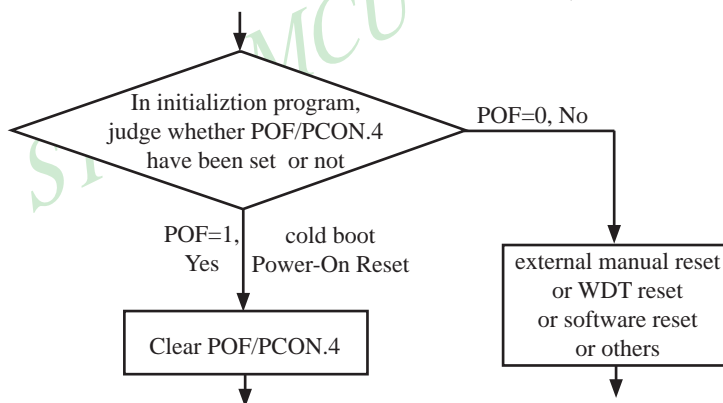 In initializtion program,
judge whether POF/PCON.4
have been set or not
POF=0, No
POF=1,
Yes
cold boot
Power-On Reset
external manual reset
or WDT reset
or software reset
or others
Clear POF/PCON.4
MCU